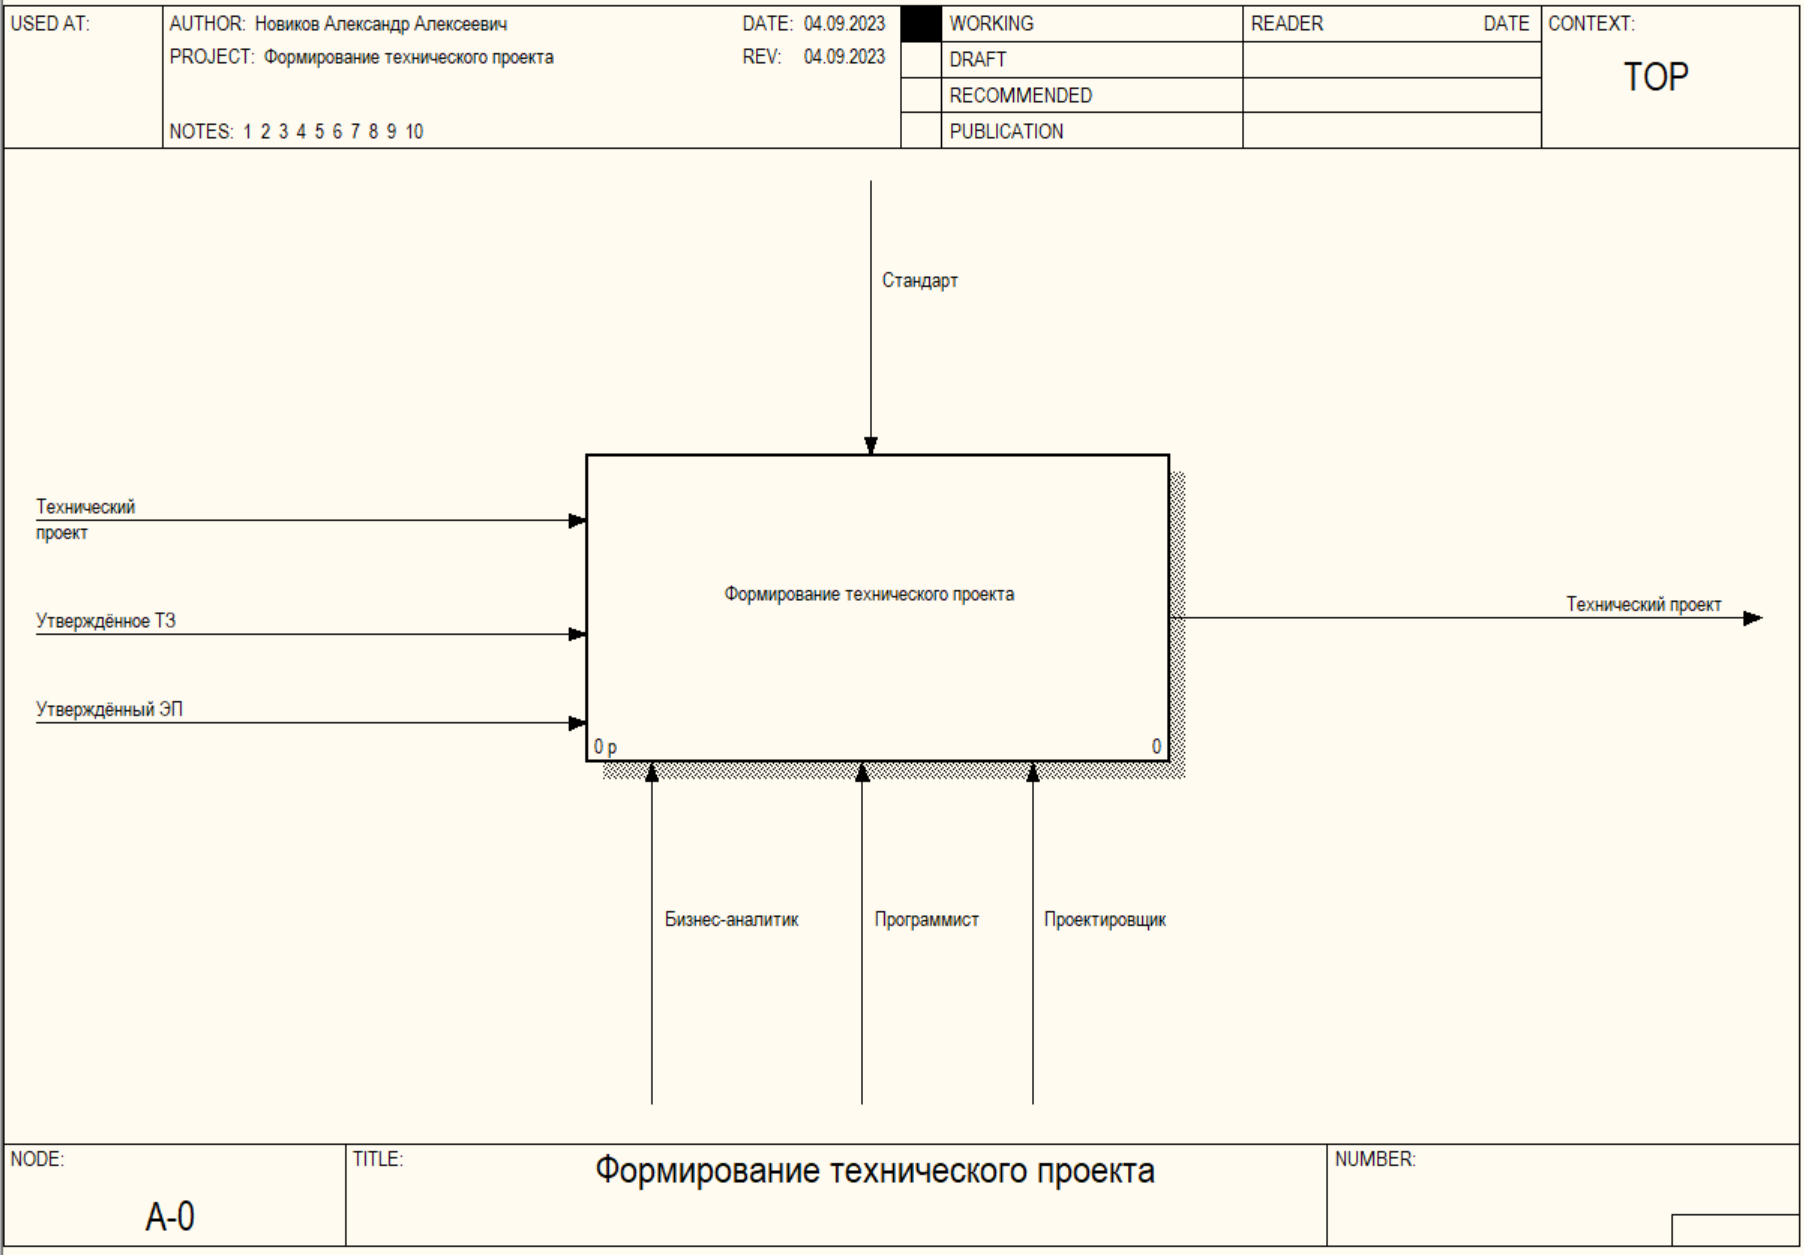 USED AT:
AUTHOR: Новиков Александр Алексеевич
DATE: 04.09.2023
PROJECT: Формирование технического проекта
REV: 04.09.2023
NOTES: 1 2 3 4 5 6 7 8 9 10
WORKING
DRAFT
RECOMMENDED
PUBLICATION
READER
DATE
CONTEXT:
TOP
Стандарт
Технический
проект
Утверждённое ТЗ
Утверждённый ЭП
Формирование технического проекта
0 р
0
Технический проект
Бизнес-аналитик
Программист
Проектировщик
NODE:
A-0
TITLE:
Формирование технического проекта
NUMBER: